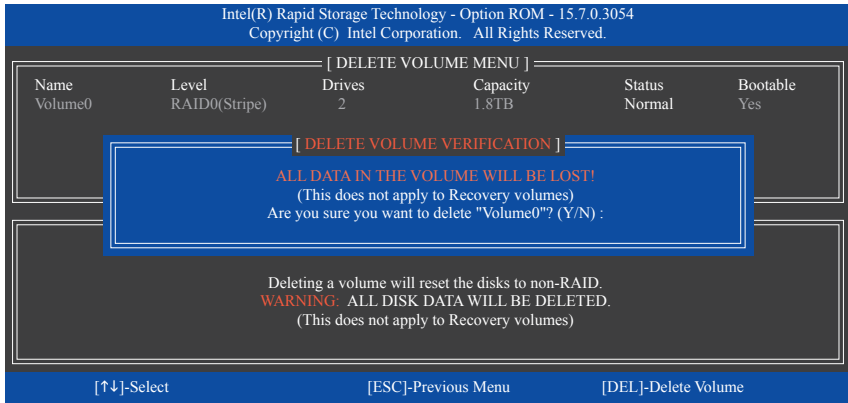 Intel(R) Rapid Storage Technology - Option ROM - 15.7.0.3054
Copyright (C) Intel Corporation. All Rights Reserved.
[ DELETE VOLUME MENU ]
Name Level Drives Capacity Status Bootable
Volume0 RAID0(Stripe) 2 1.8TB Normal Yes
[ DELETE VOLUME VERIFICATION ]
ALL DATA IN THE VOLUME WILL BE LOST!
(This does not apply to Recovery volumes)
Are you sure you want to delete "Volume0"? (Y/N) :
Deleting a volume will reset the disks to non-RAID.
WARNING: ALL DISK DATA WILL BE DELETED.
(This does not apply to Recovery volumes)
[↑↓]-Select [ESC]-Previous Menu [DEL]-Delete Volume